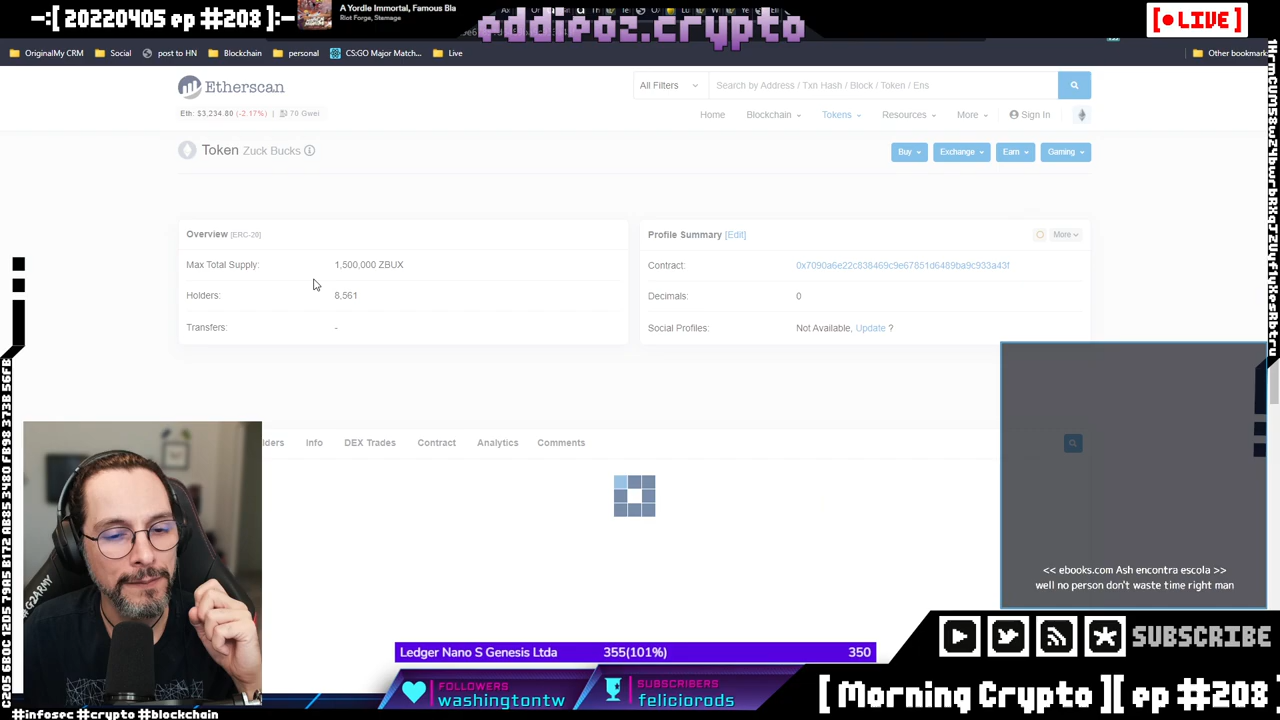 -:[ 20220405 ep #208 ]:-
A Yordle Immortal, Famous Bla
Riot Forge, Stemage
eddieoz.crypto
[● LIVE]
OriginalMy CRM
Social
post to HN
Blockchain
personal
CS:GO Major Match...
Live
Other bookmark
Etherscan
All Filters
Search by Address / Txn Hash / Block / Token / Ens
Eth: $3,234.80 (-2.17%) | 70 Gwei
Home
Blockchain
Tokens
Resources
More
Sign In
Token Zuck Bucks
Buy
Exchange
Earn
Gaming
Overview [ERC-20]
Max Total Supply: 1,500,000 ZBUX
Holders: 8,561
Transfers: -
Profile Summary [Edit]
More
Contract: 0x7090a6e22c838469c9e67851d6489ba9c933a43f
Decimals: 0
Social Profiles: Not Available, Update ?
lders
Info
DEX Trades
Contract
Analytics
Comments
<< ebooks.com Ash encontra escola >>
well no person don't waste time right man
SUBSCRIBE
Ledger Nano S Genesis Ltda 355(101%) 350
FOLLOWERS
washingtontw
SUBSCRIBERS
feliciorods
[ Morning Crypto ][ ep #208 ]
#infosec #crypto #blockchain